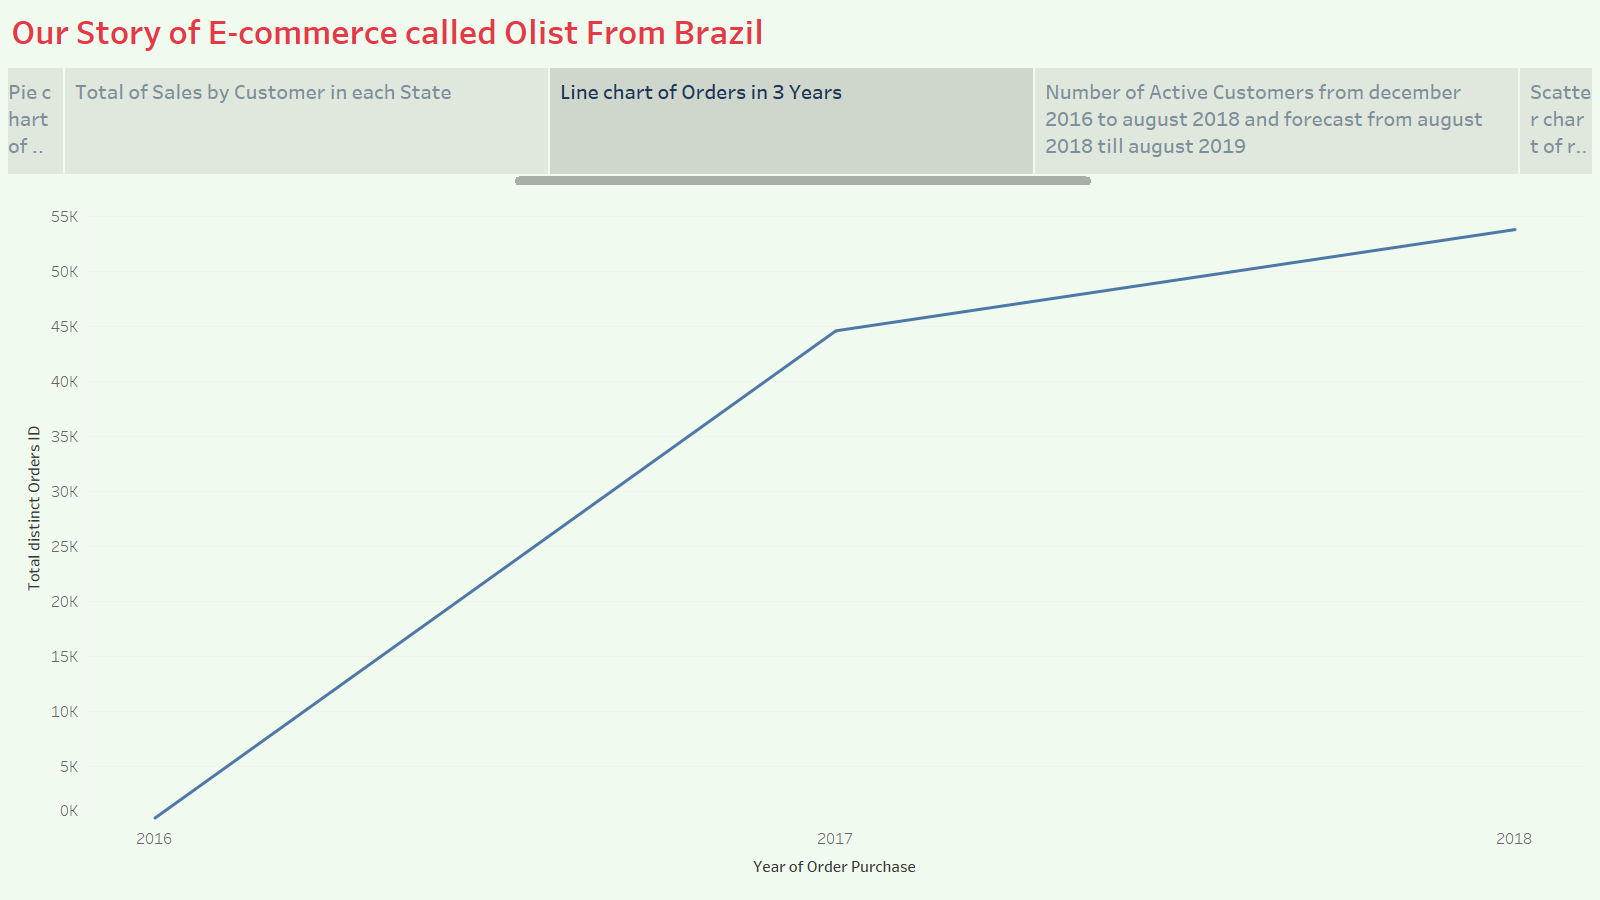 Our Story of E-commerce called Olist From Brazil
Pie c
hart
of ..
Total of Sales by Customer in each State
Line chart of Orders in 3 Years
Number of Active Customers from december
2016 to august 2018 and forecast from august
2018 till august 2019
Scatte
r char
t of r..
55K
50K
45K
40K
35K
30K
25K
20K
15K
10K
5K
0K
Total distinct Orders ID
2016
2017
2018
Year of Order Purchase